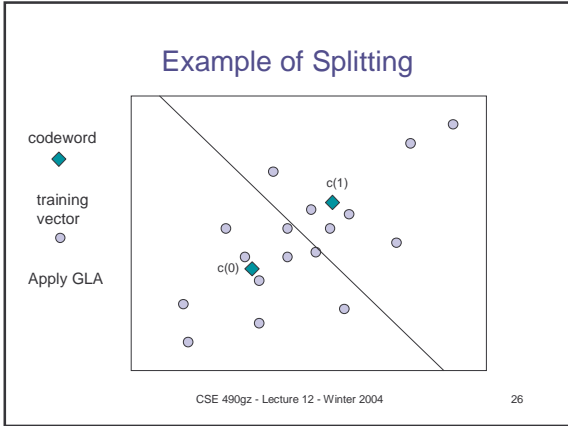 Example of Splitting
codeword
training
vector
Apply GLA
c(1)
c(0)
CSE 490gz - Lecture 12 - Winter 2004
26